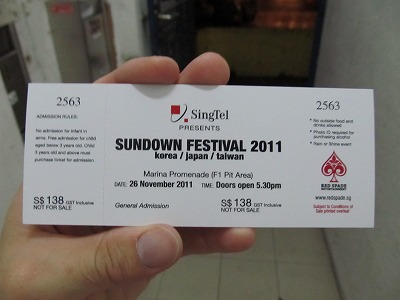 2563
ADMISSION RULES:
No admission for infant in
arms. Free admission for child
aged below 3 years old. Child
3 years old and above must
purchase ticket for admission.
S$ 138 GST Inclusive
NOT FOR SALE
SingTel
PRESENTS
SUNDOWN FESTIVAL 2011
korea / japan / taiwan
Marina Promenade (F1 Pit Area)
DATE: 26 November 2011 TIME: Doors open 5.30pm
General Admission
S$ 138 GST Inclusive
NOT FOR SALE
2563
* No outside food and
drinks allowed
* Photo ID required for
purchasing alcohol
* Rain or Shine event
RED SPADE
ENTERTAINMENT
www.redspade.sg
Subject to Conditions of
Sale printed overleaf